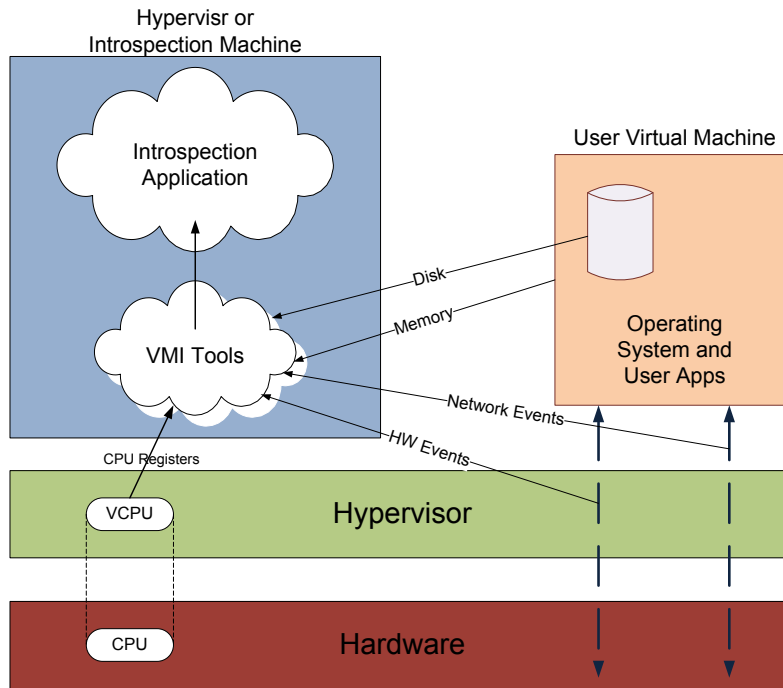 Hypervisr or
Introspection Machine
Introspection
Application
User Virtual Machine
Disk
Memory
VMI Tools
Operating
System and
User Apps
Network Events
HW Events
CPU Registers
VCPU
Hypervisor
CPU
Hardware